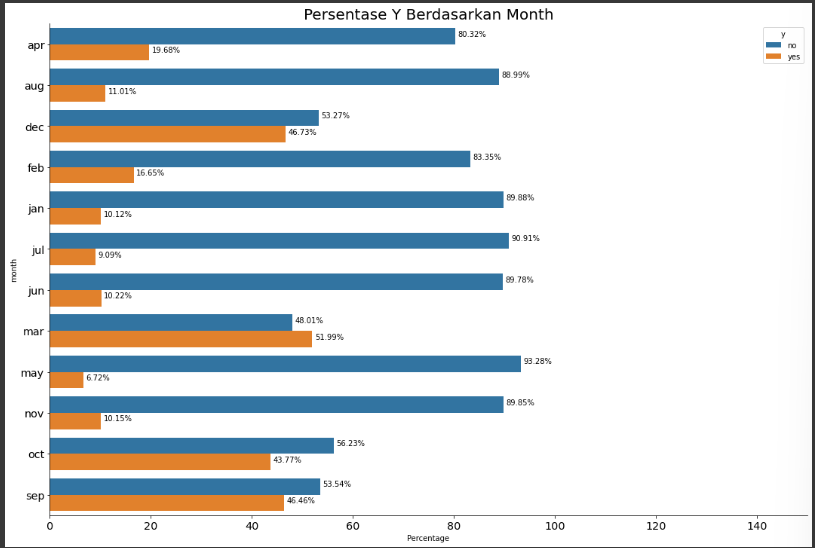 Persentase Y Berdasarkan Month
y
no
yes
apr
80.32%
19.68%
aug
88.99%
11.01%
dec
53.27%
46.73%
feb
83.35%
16.65%
jan
89.88%
10.12%
jul
90.91%
9.09%
jun
89.78%
10.22%
mar
48.01%
51.99%
may
93.28%
6.72%
nov
89.85%
10.15%
oct
56.23%
43.77%
sep
53.54%
46.46%
month
0 20 40 60 80 100 120 140
Percentage